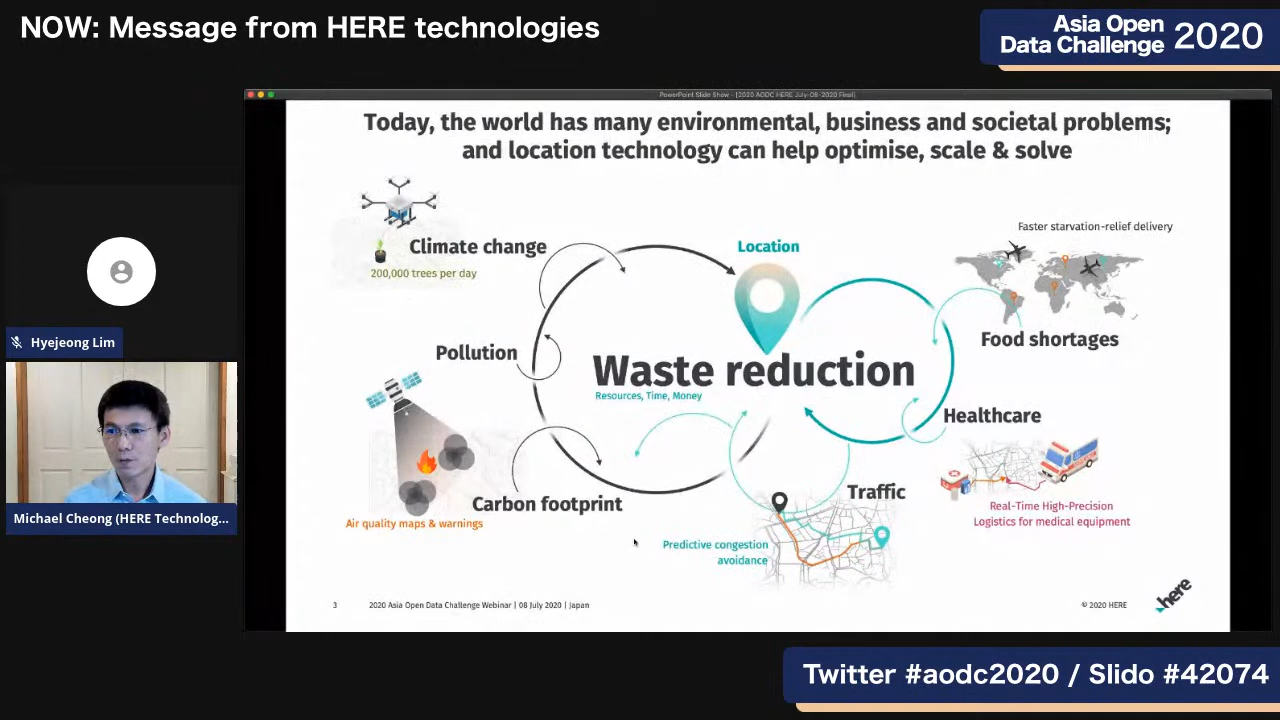 NOW: Message from HERE technologies
Asia Open
Data Challenge 2020
PowerPoint Slide Show - [2020 AODC HERE July-08-2020 Final]
Today, the world has many environmental, business and societal problems;
and location technology can help optimise, scale & solve
Climate change
200,000 trees per day
Location
Faster starvation-relief delivery
Food shortages
Pollution
Waste reduction
Resources, Time, Money
Healthcare
Real-Time High-Precision
Logistics for medical equipment
Carbon footprint
Air quality maps & warnings
Traffic
Predictive congestion
avoidance
3
2020 Asia Open Data Challenge Webinar | 08 July 2020 | Japan
© 2020 HERE
here
Hyejeong Lim
Michael Cheong (HERE Technolog...
Twitter #aodc2020 / Slido #42074